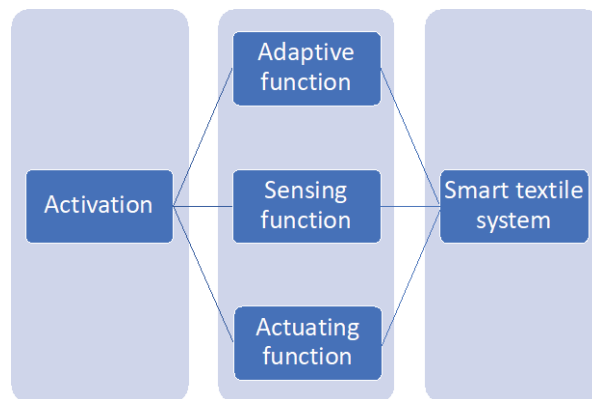 Activation
Adaptive
function
Sensing
function
Actuating
function
Smart textile
system